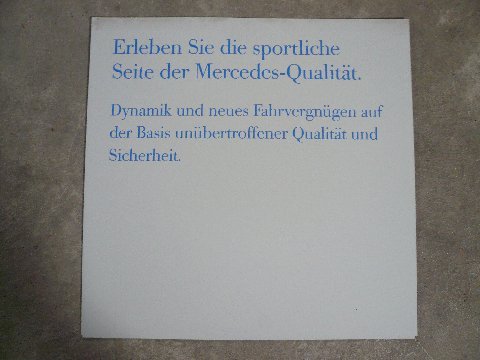 Erleben Sie die sportliche
Seite der Mercedes-Qualität.
Dynamik und neues Fahrvergnügen auf
der Basis unübertroffener Qualität und
Sicherheit.